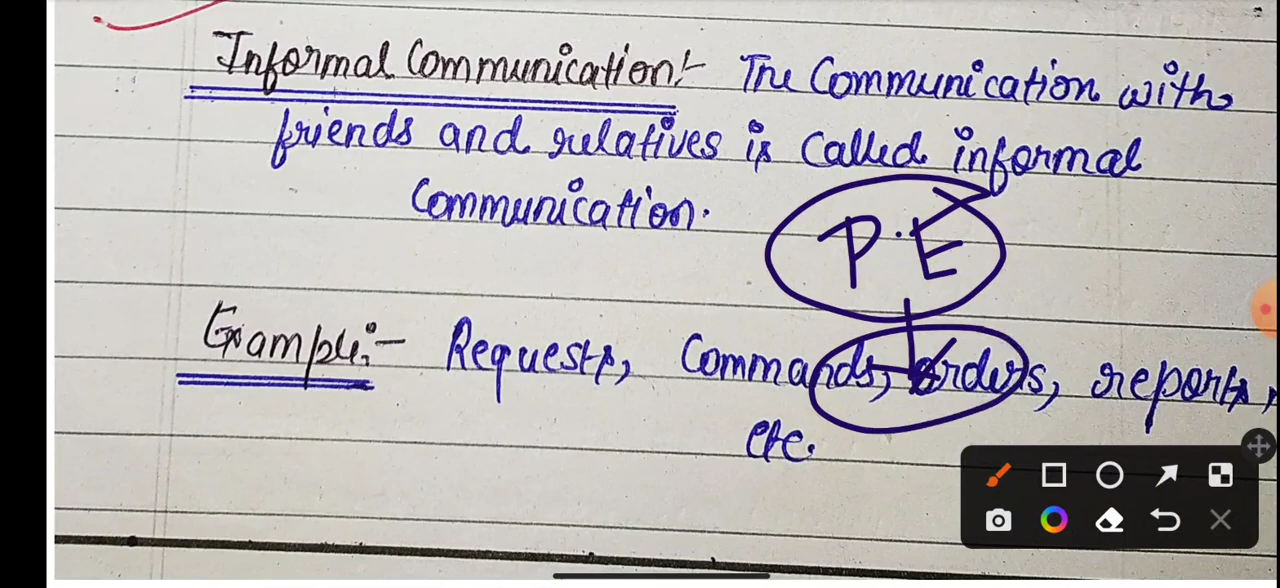 Informal Communication:- The Communication with
friends and relatives is called informal
Communication.
P.E
Example:- Requests, Commands, orders, reports,
etc.